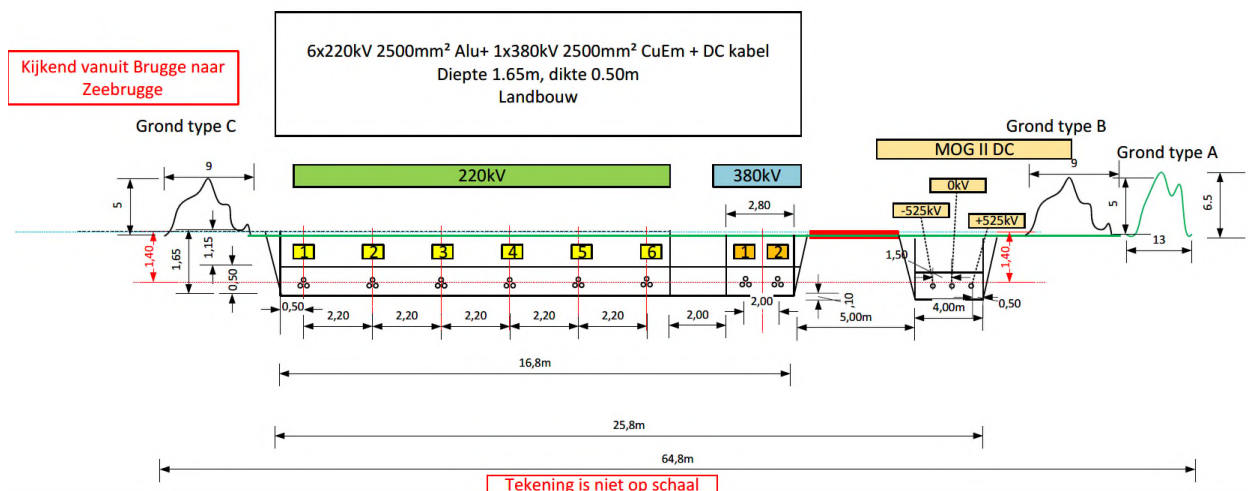 6x220kV 2500mm² Alu+ 1x380kV 2500mm² CuEm + DC kabel
Diepte 1.65m, dikte 0.50m
Landbouw
Kijkend vanuit Brugge naar
Zeebrugge
Grond type C
Grond type B
MOG II DC
Grond type A
9
220kV
380kV
9
0kV
5
2,80
-525kV
+525kV
5
6.5
13
1,40
1,65
1,15
0,50
1
2
3
4
5
6
1
2
1,50
1,40
0,50
2,20
2,20
2,20
2,20
2,20
2,00
2,00
,10
5,00m
4,00m
0,50
16,8m
25,8m
64,8m
Tekening is niet op schaal